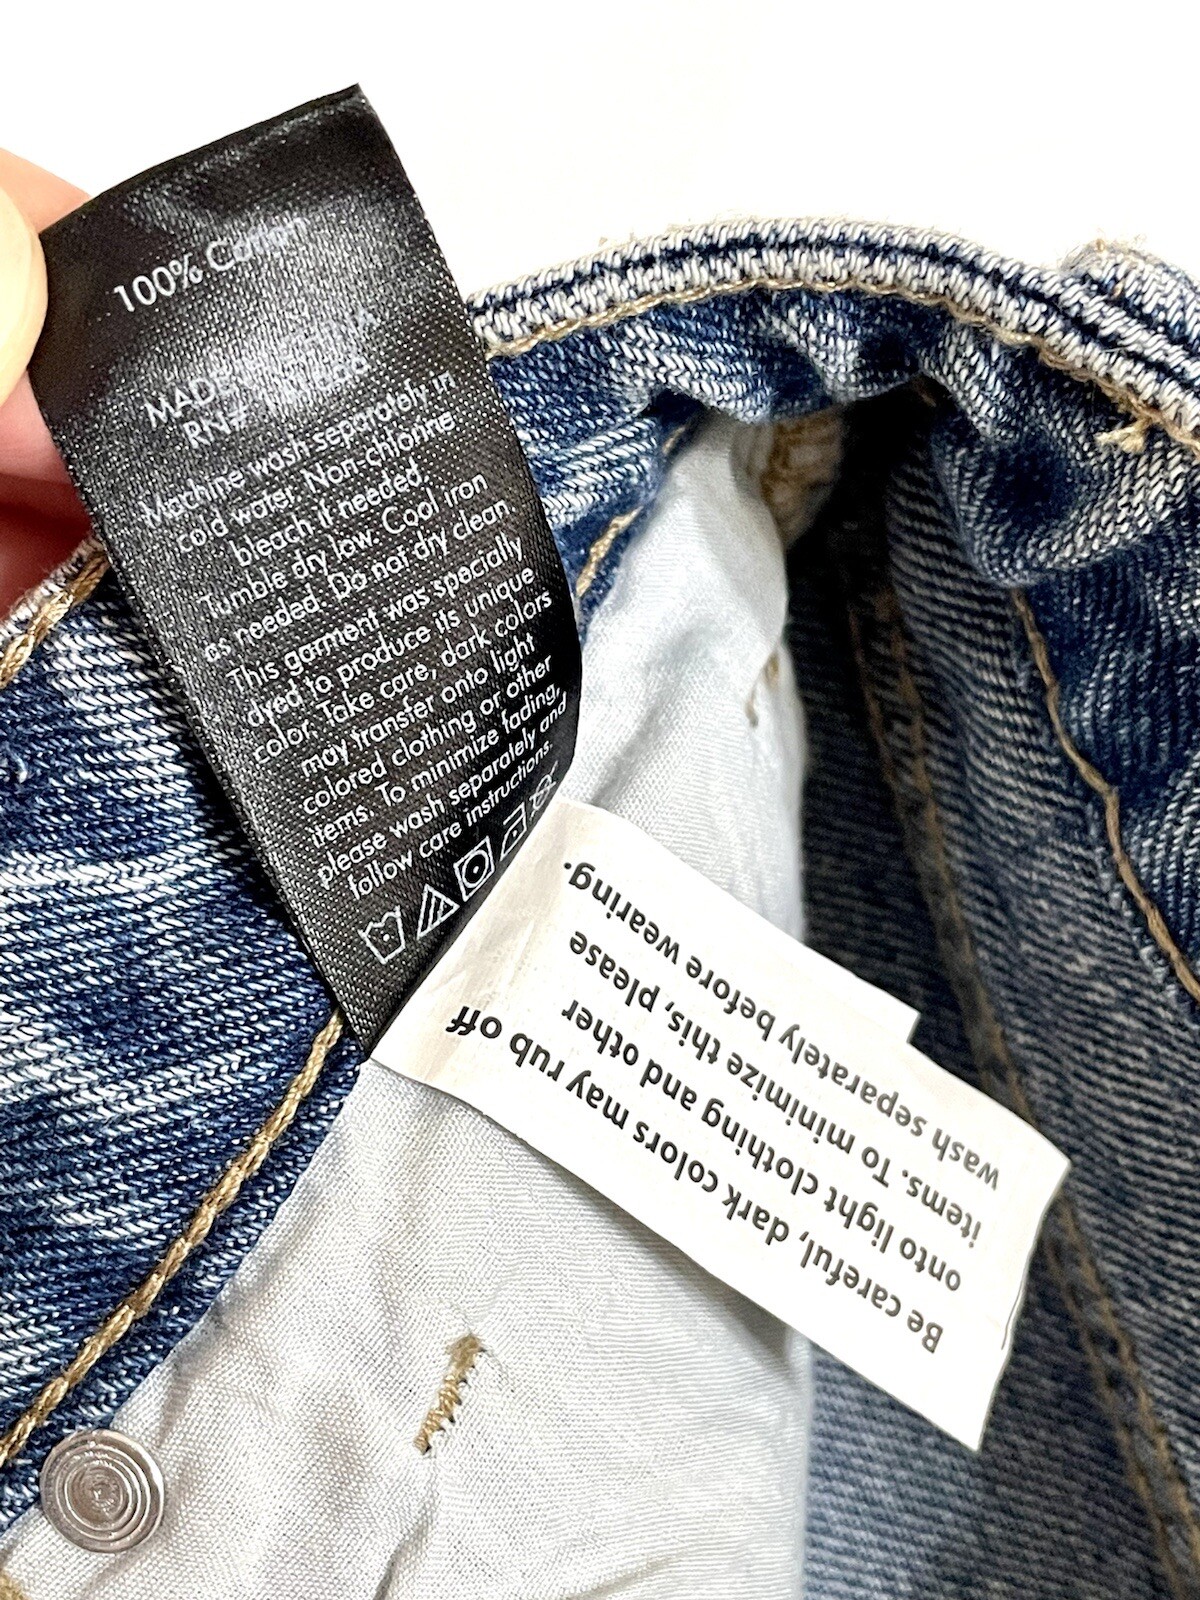 100% Cotton
MADE
RN#
Machine wash separately in
cold water. Non-chlorine
bleach if needed.
Tumble dry low. Cool iron
as needed. Do not dry clean.
This garment was specially
dyed to produce its unique
color. Take care, dark colors
may transfer onto light
colored clothing or other
items. To minimize fading,
please wash separately and
follow care instructions.
Be careful, dark colors may rub off
onto light clothing and other
items. To minimize this, please
wash separately before wearing.